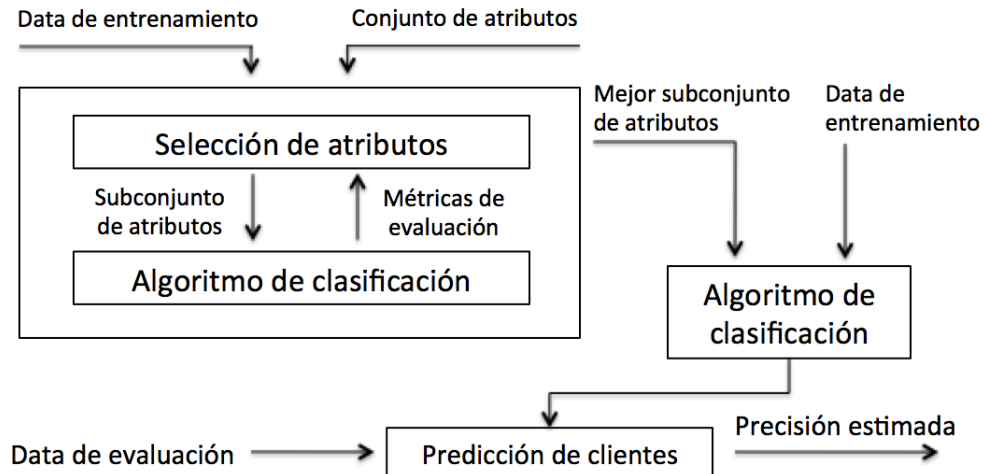 Data de entrenamiento
Conjunto de atributos
Selección de atributos
Subconjunto
de atributos
Métricas de
evaluación
Algoritmo de clasificación
Mejor subconjunto
de atributos
Data de
entrenamiento
Algoritmo de
clasificación
Data de evaluación
Predicción de clientes
Precisión estimada